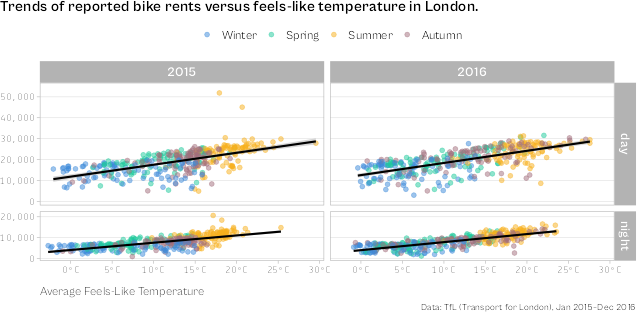 Trends of reported bike rents versus feels-like temperature in London.
Winter Spring Summer Autumn
2015 2016
50,000
40,000
30,000
20,000
10,000
0
day
20,000
10,000
0
night
0°C 5°C 10°C 15°C 20°C 25°C 30°C 0°C 5°C 10°C 15°C 20°C 25°C 30°C
Average Feels-Like Temperature
Data: TfL (Transport for London), Jan 2015–Dec 2016